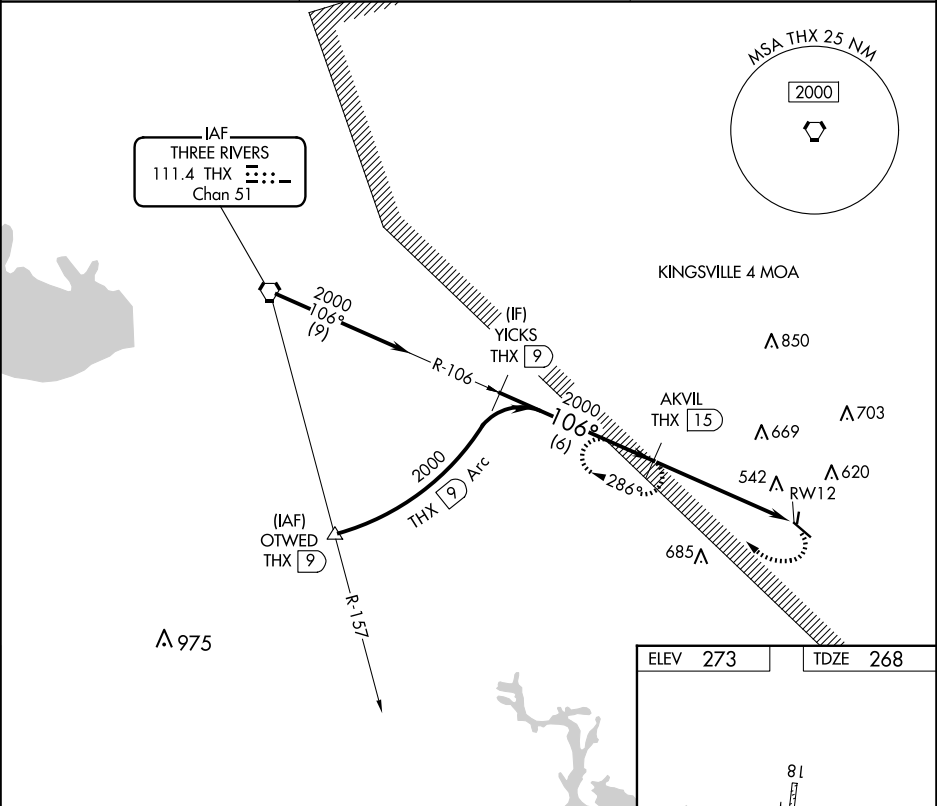 MSA THX 25 NM
2000
IAF
THREE RIVERS
111.4 THX
Chan 51
KINGSVILLE 4 MOA
2000
106°
(9)
(IF)
YICKS
THX 9
850
R-106
2000
106°
(6)
AKVIL
THX 15
703
669
286°
542
620
RW12
2000
THX 9 Arc
(IAF)
OTWED
THX 9
685
R-157
975
ELEV 273
TDZE 268
18